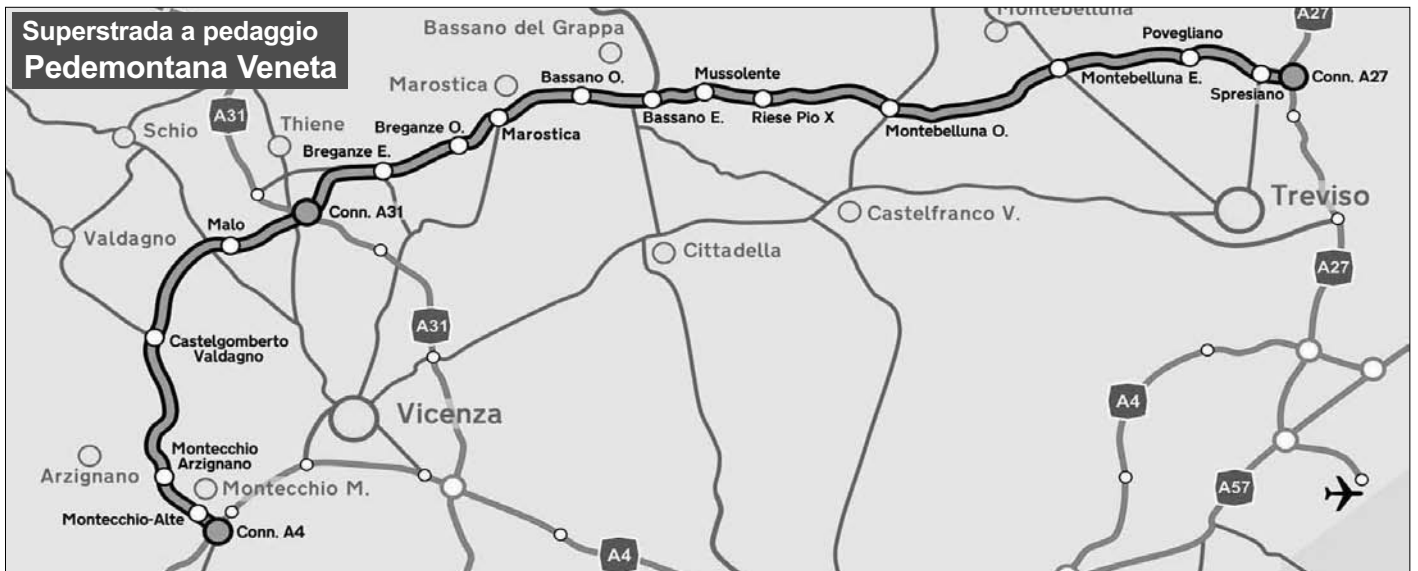 Superstrada a pedaggio
Pedemontana Veneta
Montebelluna
A27
Povegliano
Bassano del Grappa
Marostica
Bassano O.
Mussolente
Montebelluna E.
Conn. A27
Spresiano
A31
Schio
Thiene
Breganze O.
Marostica
Bassano E.
Riese Pio X
Montebelluna O.
Breganze E.
Treviso
Conn. A31
Castelfranco V.
Malo
Valdagno
Cittadella
A27
A31
Castelgomberto
Valdagno
Vicenza
A4
Montecchio
Arzignano
Arzignano
Montecchio M.
A57
Montecchio-Alte
Conn. A4
A4